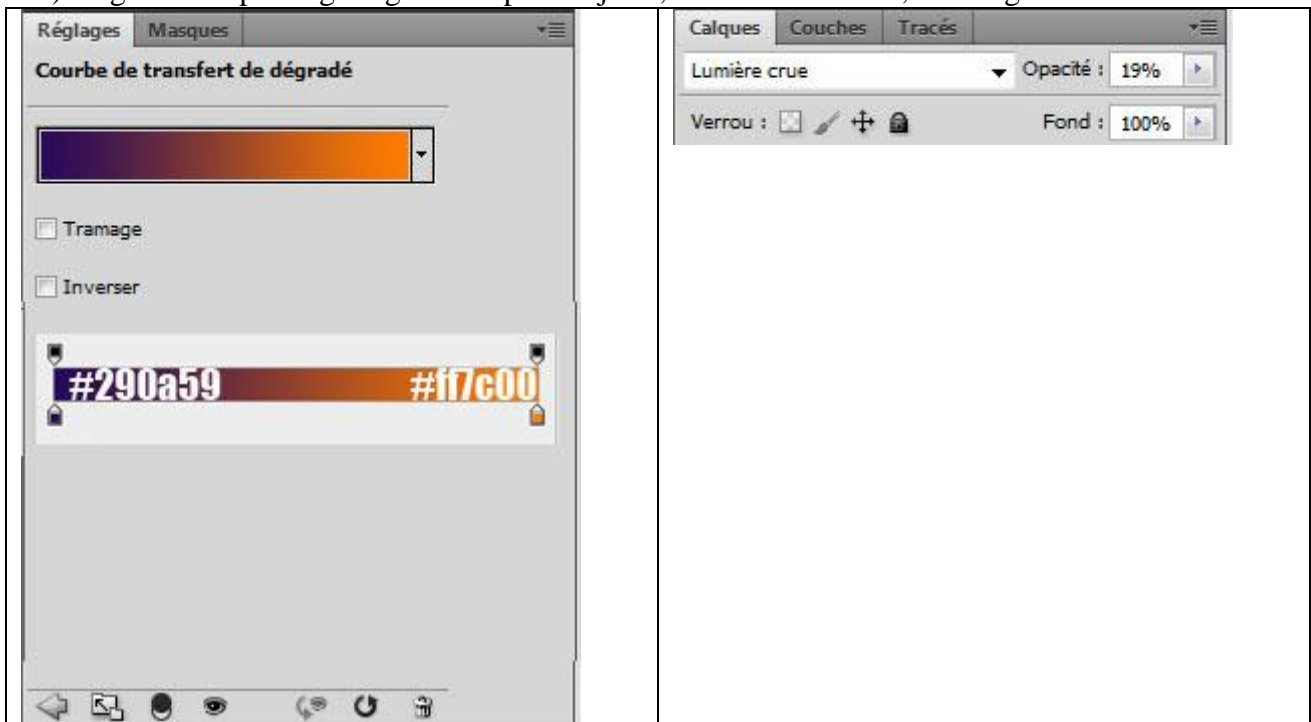 Réglages Masques
Courbe de transfert de dégradé
Tramage
Inverser
#290a59 #ff7c00
Calques Couches Tracés
Lumière crue Opacité : 19%
Verrou : Fond : 100%